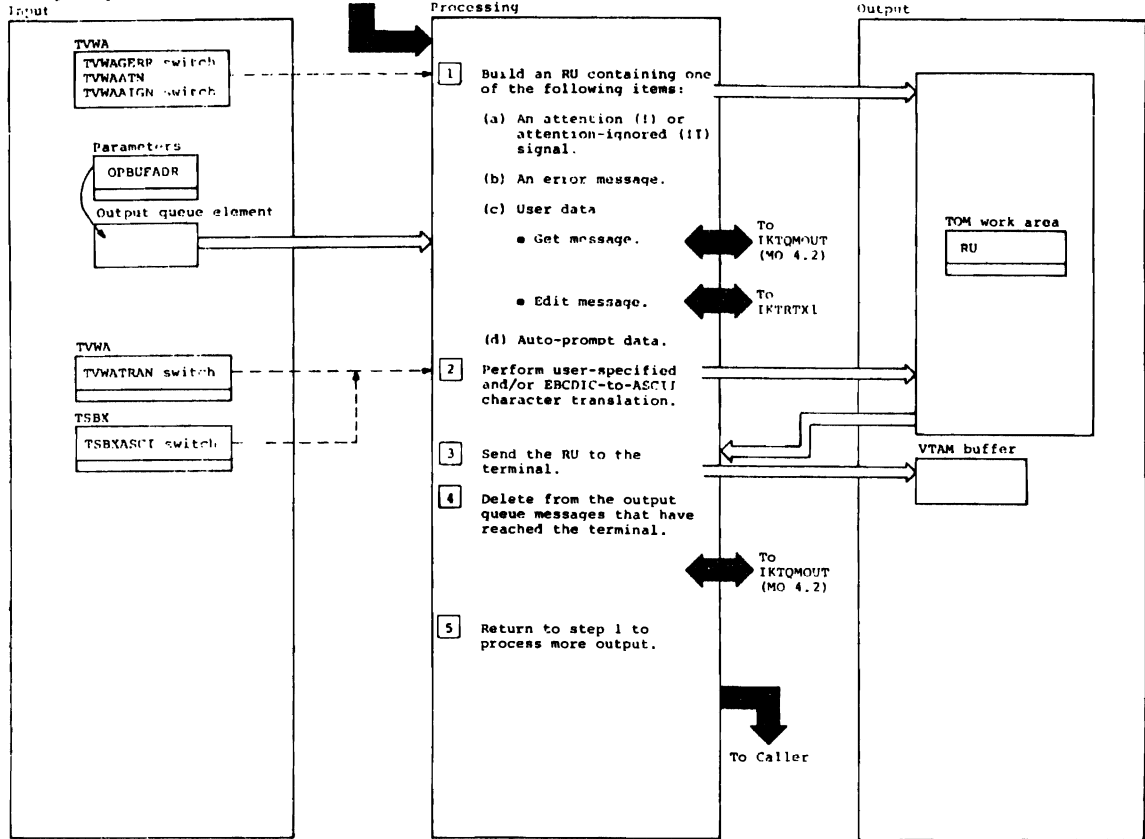 Input
Processing
Output
TVWA
TVWAGERR switch
TVWAATN
TVWAAIGN switch
Parameters
OPBUFADR
Output queue element
TVWA
TVWATRAN switch
TSBX
TSBXASCI switch
1 Build an RU containing one
of the following items:
(a) An attention (!) or
attention-ignored (!I)
signal.
(b) An error message.
(c) User data
• Get message.
To
IKTQMOUT
(MO 4.2)
• Edit message.
To
IKTRTX1
(d) Auto-prompt data.
2 Perform user-specified
and/or EBCDIC-to-ASCII
character translation.
3 Send the RU to the
terminal.
4 Delete from the output
queue messages that have
reached the terminal.
To
IKTQMOUT
(MO 4.2)
5 Return to step 1 to
process more output.
To Caller
TOM work area
RU
VTAM buffer